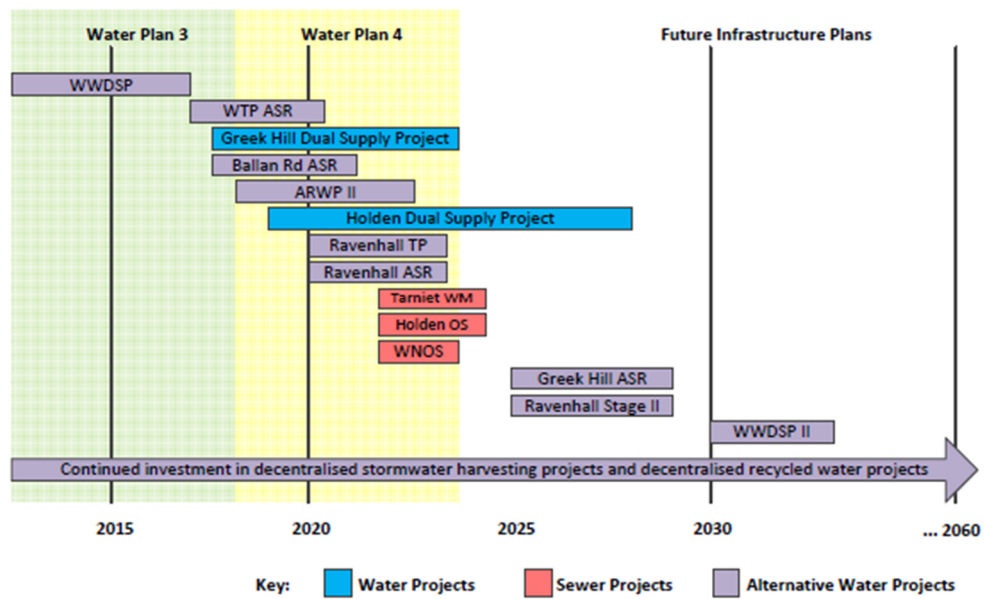 Water Plan 3
Water Plan 4
Future Infrastructure Plans
WWDSP
WTP ASR
Greek Hill Dual Supply Project
Ballan Rd ASR
ARWP II
Holden Dual Supply Project
Ravenhall TP
Ravenhall ASR
Tarniet WM
Holden OS
WNOS
Greek Hill ASR
Ravenhall Stage II
WWDSP II
Continued investment in decentralised stormwater harvesting projects and decentralised recycled water projects
2015
2020
2025
2030
... 2060
Key:
Water Projects
Sewer Projects
Alternative Water Projects